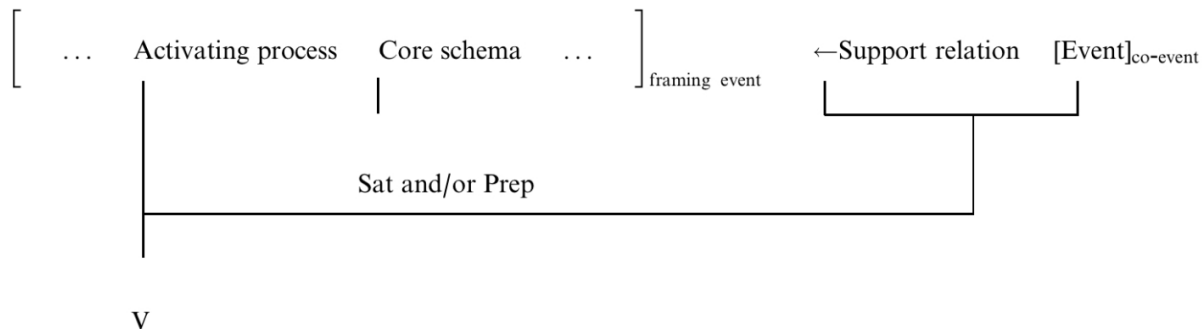 [ ... Activating process Core schema ... ]framing event ←Support relation [Event]co-event
Sat and/or Prep
V